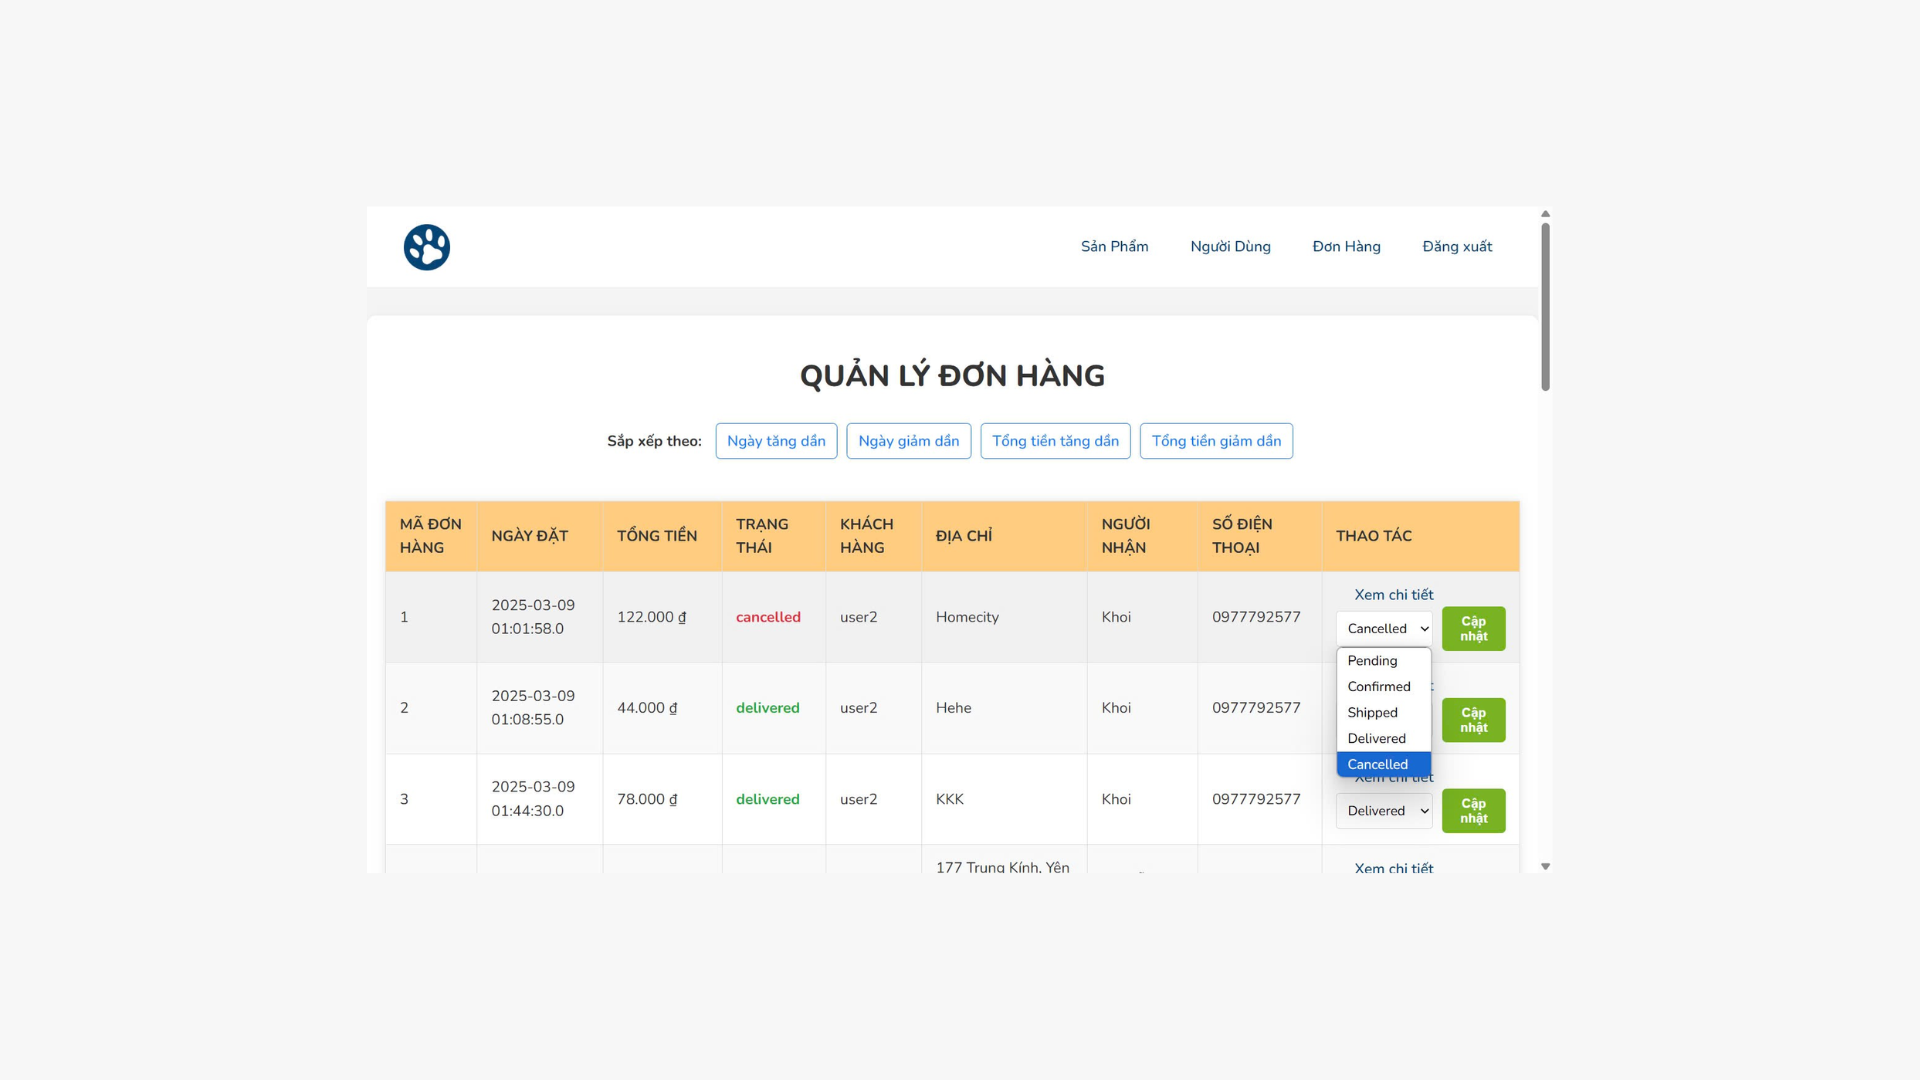 Sản Phẩm Người Dùng Đơn Hàng Đăng xuất
QUẢN LÝ ĐƠN HÀNG
Sắp xếp theo: Ngày tăng dần Ngày giảm dần Tổng tiền tăng dần Tổng tiền giảm dần
MÃ ĐƠN HÀNG NGÀY ĐẶT TỔNG TIỀN TRẠNG THÁI KHÁCH HÀNG ĐỊA CHỈ NGƯỜI NHẬN SỐ ĐIỆN THOẠI THAO TÁC
1 2025-03-09 01:01:58.0 122.000 ₫ cancelled user2 Homecity Khoi 0977792577 Xem chi tiết Cancelled Cập nhật
Pending
Confirmed
Shipped
Delivered
Cancelled
2 2025-03-09 01:08:55.0 44.000 ₫ delivered user2 Hehe Khoi 0977792577 Cập nhật
3 2025-03-09 01:44:30.0 78.000 ₫ delivered user2 KKK Khoi 0977792577 Xem chi tiết Delivered Cập nhật
177 Trung Kính, Yên Xem chi tiết